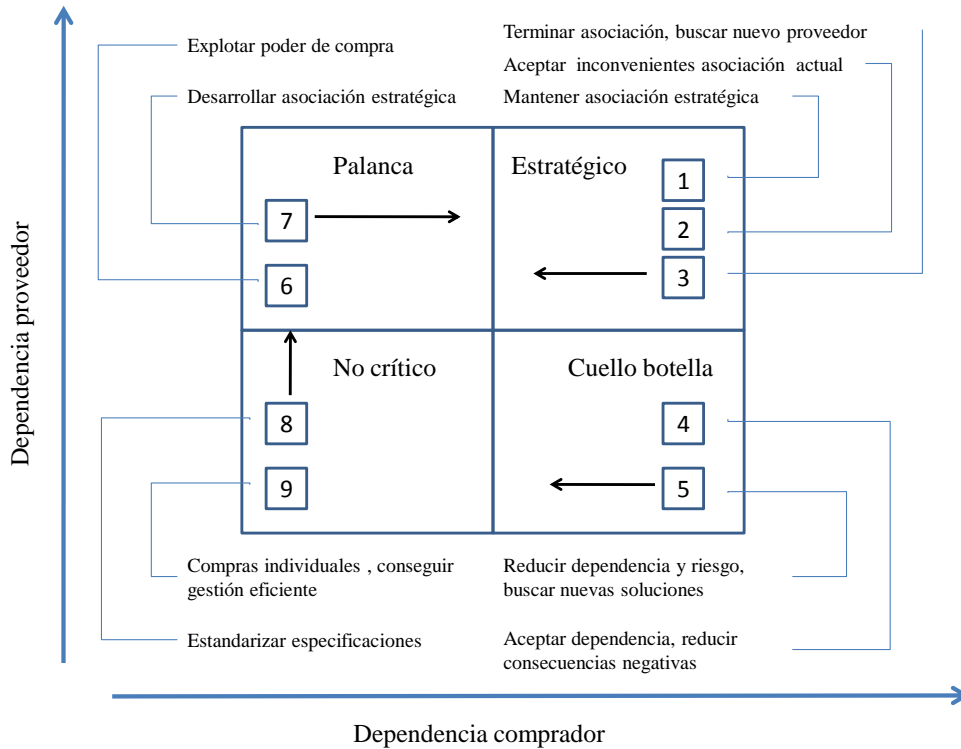 Explotar poder de compra
Desarrollar asociación estratégica
Terminar asociación, buscar nuevo proveedor
Aceptar inconvenientes asociación actual
Mantener asociación estratégica
Palanca
Estratégico
1
7
2
6
3
No crítico
Cuello botella
8
4
9
5
Compras individuales , conseguir
gestión eficiente
Estandarizar especificaciones
Reducir dependencia y riesgo,
buscar nuevas soluciones
Aceptar dependencia, reducir
consecuencias negativas
Dependencia proveedor
Dependencia comprador